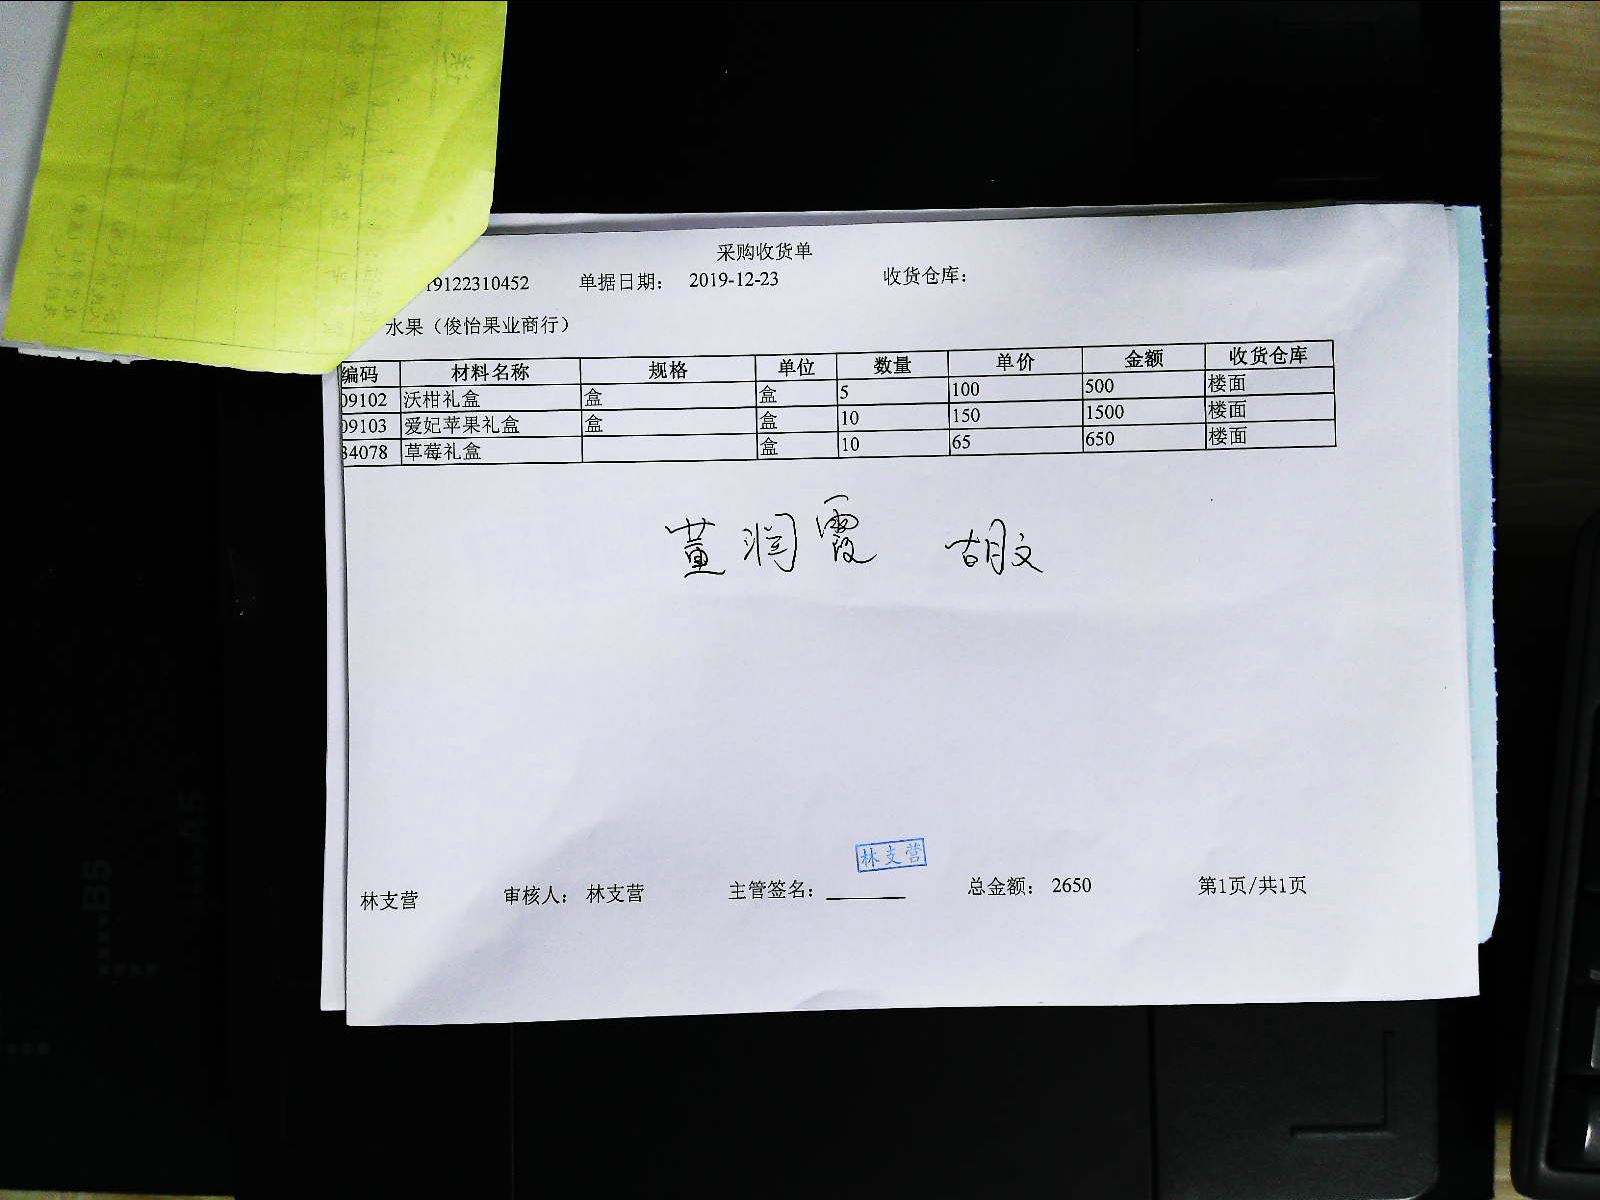 采购收货单
19122310452 单据日期: 2019-12-23 收货仓库:
水果（俊怡果业商行）
编码 材料名称 规格 单位 数量 单价 金额 收货仓库
09102 沃柑礼盒 盒 盒 5 100 500 楼面
09103 爱妃苹果礼盒 盒 盒 10 150 1500 楼面
34078 草莓礼盒 盒 10 65 650 楼面
董润霞 胡文
林支营
林支营 审核人: 林支营 主管签名: 总金额: 2650 第1页/共1页
B5
A5